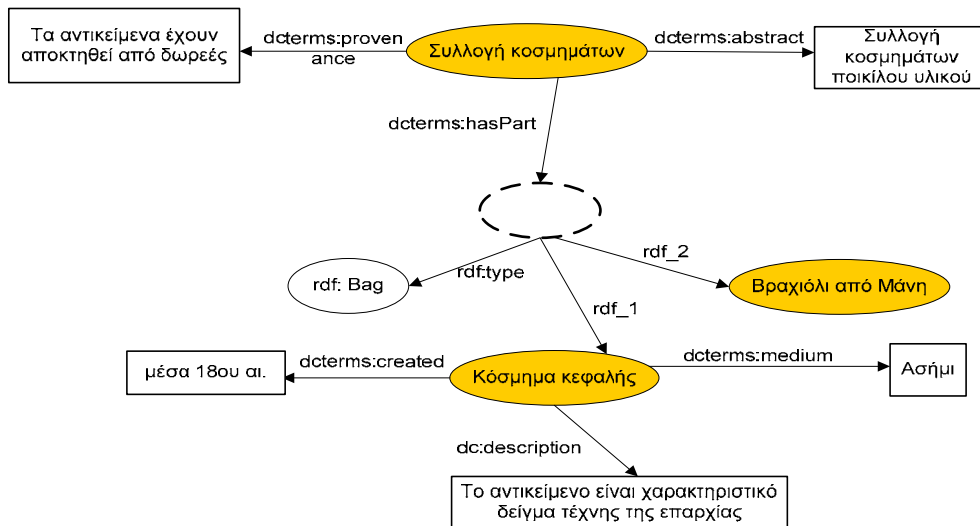 Τα αντικείμενα έχουν
αποκτηθεί από δωρεές
dcterms:proven
ance
Συλλογή κοσμημάτων
dcterms:abstract
Συλλογή
κοσμημάτων
ποικίλου υλικού
dcterms:hasPart
rdf: Bag
rdf:type
rdf_2
Βραχιόλι από Μάνη
rdf_1
μέσα 18ου αι.
dcterms:created
Κόσμημα κεφαλής
dcterms:medium
Ασήμι
dc:description
Το αντικείμενο είναι χαρακτηριστικό
δείγμα τέχνης της επαρχίας